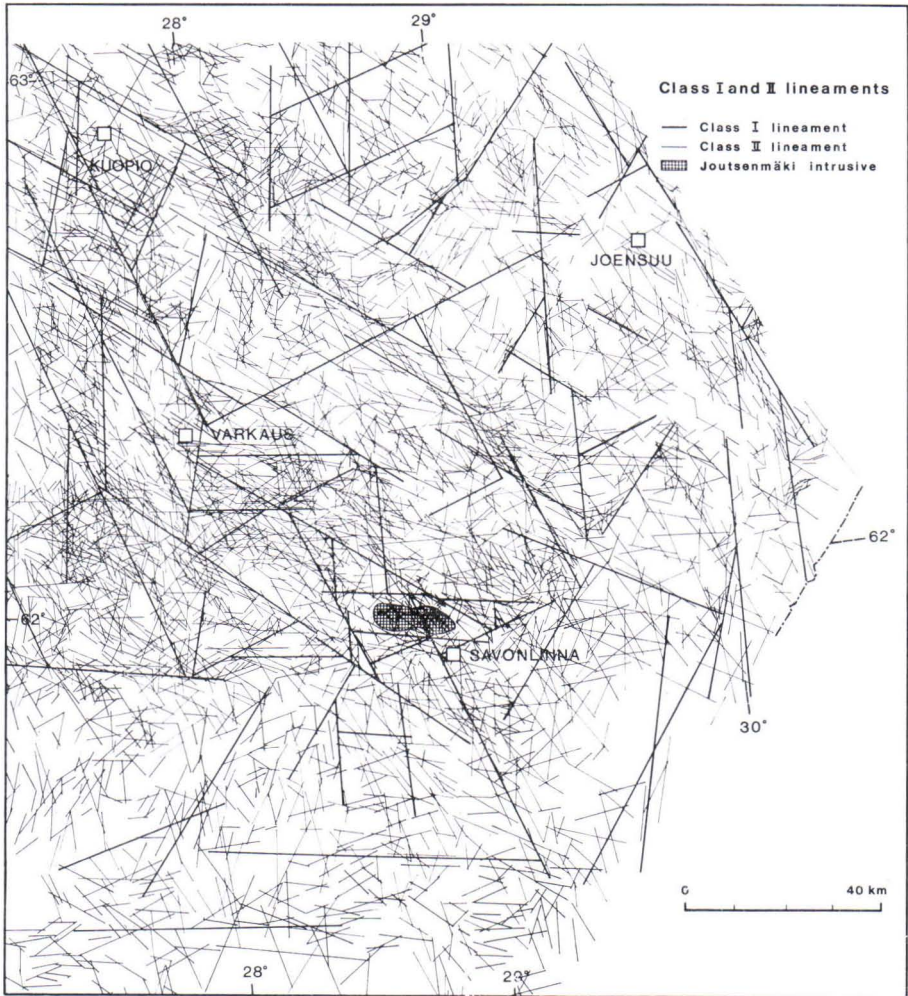 28°
29°
63°
Class I and II lineaments
Class I lineament
Class II lineament
Joutsenmäki intrusive
KUOPIO
JOENSUU
VARKAUS
62°
62°
SAVONLINNA
30°
0 40 km
28°
29°